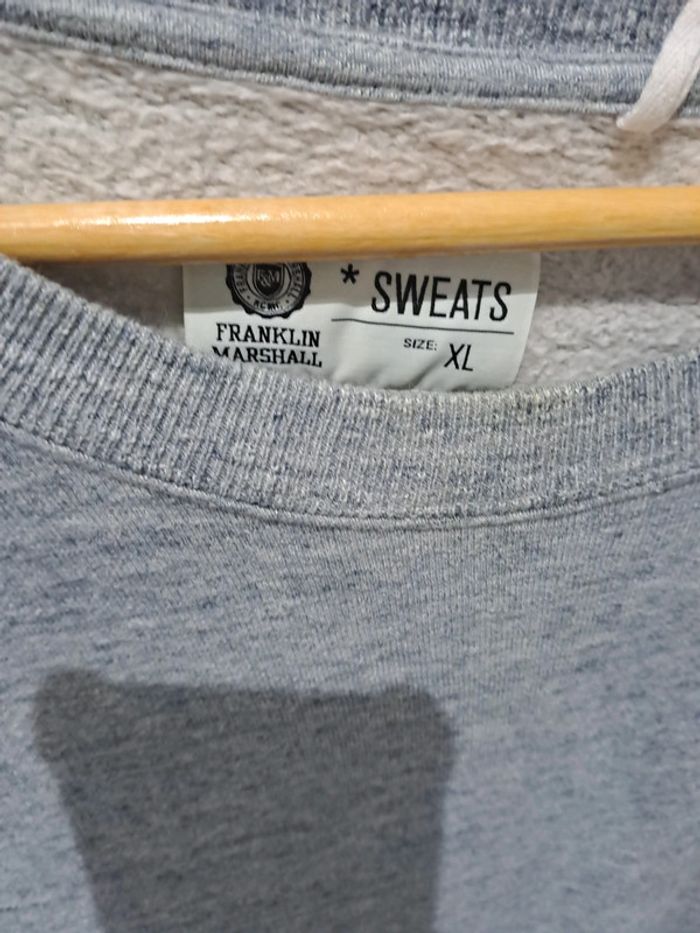 * SWEATS
FRANKLIN
MARSHALL
SIZE: XL